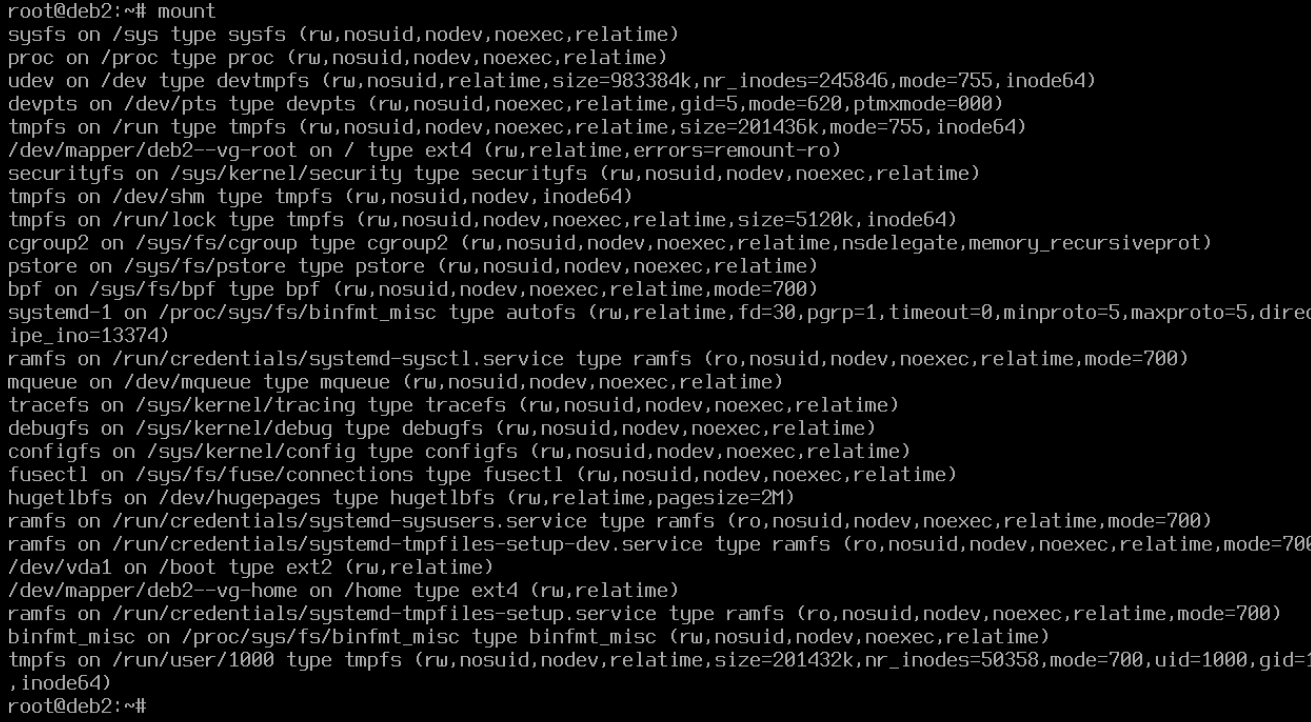 root@deb2:~# mount
sysfs on /sys type sysfs (rw,nosuid,nodev,noexec,relatime)
proc on /proc type proc (rw,nosuid,nodev,noexec,relatime)
udev on /dev type devtmpfs (rw,nosuid,relatime,size=983384k,nr_inodes=245846,mode=755,inode64)
devpts on /dev/pts type devpts (rw,nosuid,noexec,relatime,gid=5,mode=620,ptmxmode=000)
tmpfs on /run type tmpfs (rw,nosuid,nodev,noexec,relatime,size=201436k,mode=755,inode64)
/dev/mapper/deb2--vg-root on / type ext4 (rw,relatime,errors=remount-ro)
securityfs on /sys/kernel/security type securityfs (rw,nosuid,nodev,noexec,relatime)
tmpfs on /dev/shm type tmpfs (rw,nosuid,nodev,inode64)
tmpfs on /run/lock type tmpfs (rw,nosuid,nodev,noexec,relatime,size=5120k,inode64)
cgroup2 on /sys/fs/cgroup type cgroup2 (rw,nosuid,nodev,noexec,relatime,nsdelegate,memory_recursiveprot)
pstore on /sys/fs/pstore type pstore (rw,nosuid,nodev,noexec,relatime)
bpf on /sys/fs/bpf type bpf (rw,nosuid,nodev,noexec,relatime,mode=700)
systemd-1 on /proc/sys/fs/binfmt_misc type autofs (rw,relatime,fd=30,pgrp=1,timeout=0,minproto=5,maxproto=5,direc
ipe_ino=13374)
ramfs on /run/credentials/systemd-sysctl.service type ramfs (ro,nosuid,nodev,noexec,relatime,mode=700)
mqueue on /dev/mqueue type mqueue (rw,nosuid,nodev,noexec,relatime)
tracefs on /sys/kernel/tracing type tracefs (rw,nosuid,nodev,noexec,relatime)
debugfs on /sys/kernel/debug type debugfs (rw,nosuid,nodev,noexec,relatime)
configfs on /sys/kernel/config type configfs (rw,nosuid,nodev,noexec,relatime)
fusectl on /sys/fs/fuse/connections type fusectl (rw,nosuid,nodev,noexec,relatime)
hugetlbfs on /dev/hugepages type hugetlbfs (rw,relatime,pagesize=2M)
ramfs on /run/credentials/systemd-sysusers.service type ramfs (ro,nosuid,nodev,noexec,relatime,mode=700)
ramfs on /run/credentials/systemd-tmpfiles-setup-dev.service type ramfs (ro,nosuid,nodev,noexec,relatime,mode=700
/dev/vda1 on /boot type ext2 (rw,relatime)
/dev/mapper/deb2--vg-home on /home type ext4 (rw,relatime)
ramfs on /run/credentials/systemd-tmpfiles-setup.service type ramfs (ro,nosuid,nodev,noexec,relatime,mode=700)
binfmt_misc on /proc/sys/fs/binfmt_misc type binfmt_misc (rw,nosuid,nodev,noexec,relatime)
tmpfs on /run/user/1000 type tmpfs (rw,nosuid,nodev,relatime,size=201432k,nr_inodes=50358,mode=700,uid=1000,gid=1
,inode64)
root@deb2:~#